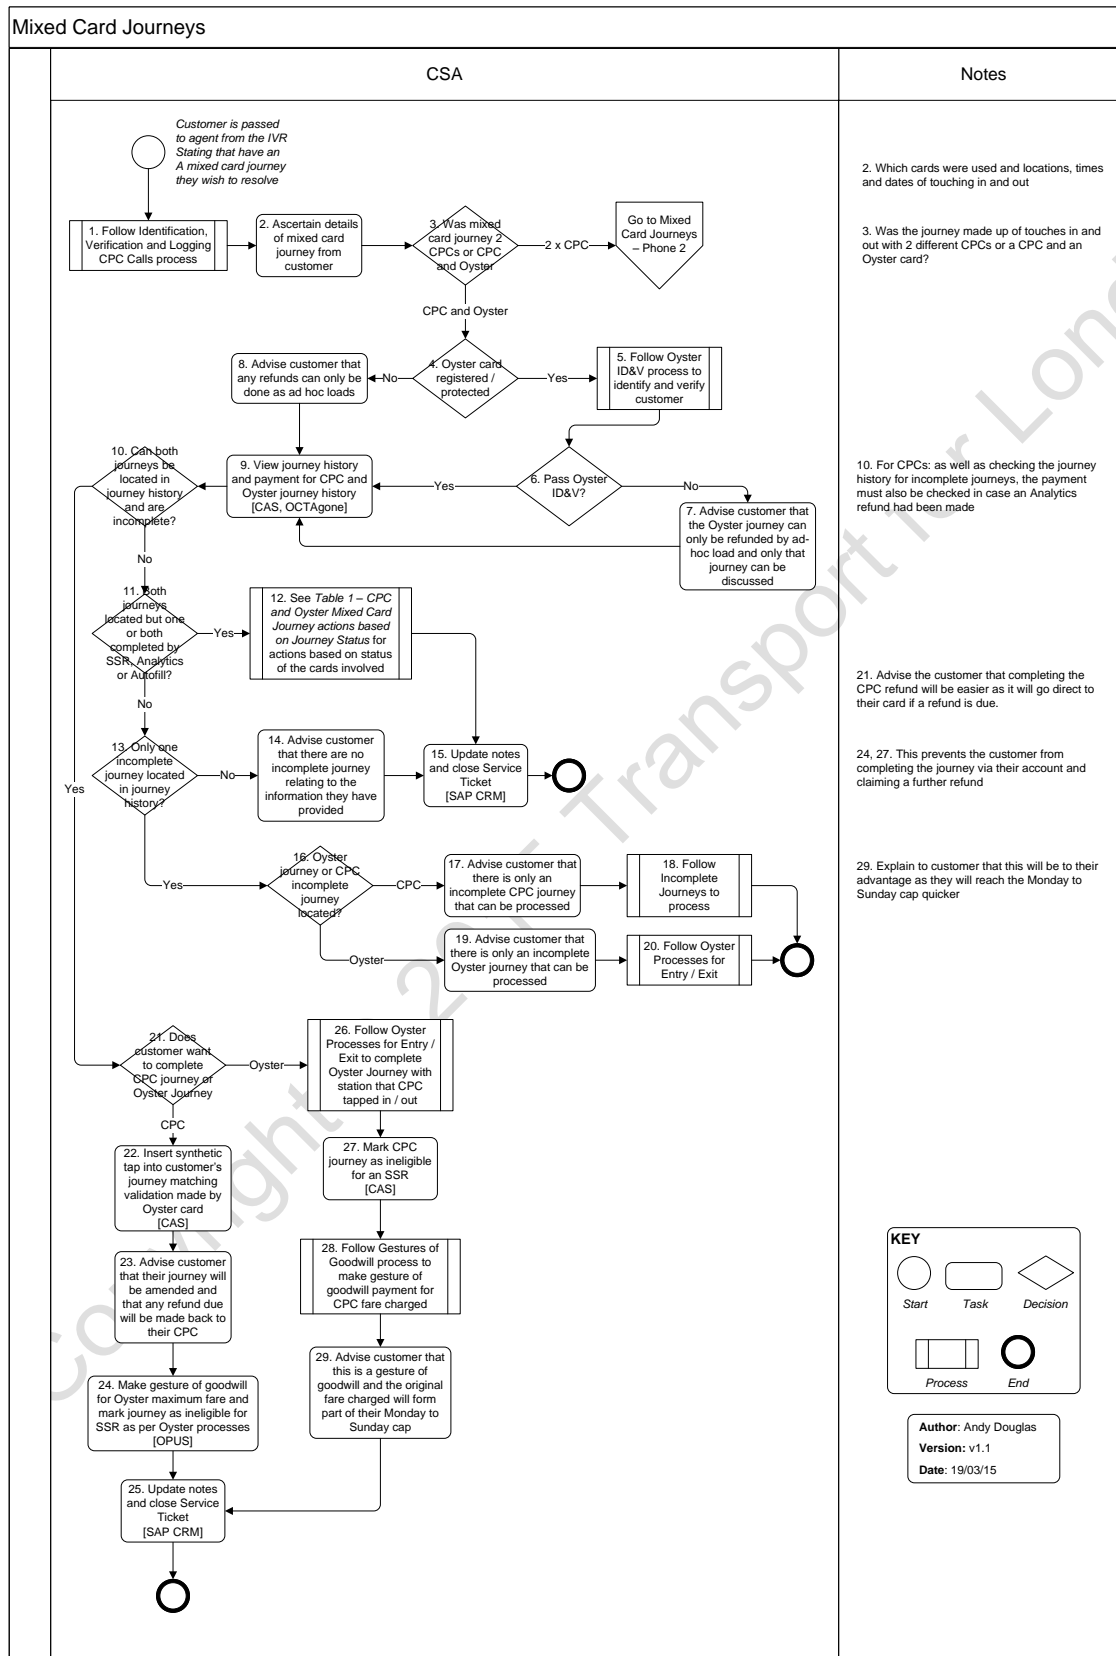 Mixed Card Journeys
CSA
Notes
Customer is passed
to agent from the IVR
Stating that have an
A mixed card journey
they wish to resolve
1. Follow Identification,
Verification and Logging
CPC Calls process
2. Ascertain details
of mixed card
journey from
customer
3. Was mixed
card journey 2
CPCs or CPC
and Oyster
2 x CPC
Go to Mixed
Card Journeys
– Phone 2
CPC and Oyster
4. Oyster card
registered /
protected
No
Yes
8. Advise customer that
any refunds can only be
done as ad hoc loads
5. Follow Oyster
ID&V process to
identify and verify
customer
6. Pass Oyster
ID&V?
Yes
No
7. Advise customer that
the Oyster journey can
only be refunded by ad-
hoc load and only that
journey can be
discussed
9. View journey history
and payment for CPC and
Oyster journey history
[CAS, OCTAgone]
10. Can both
journeys be
located in
journey history
and are
incomplete?
No
Yes
11. Both
journeys
located but one
or both
completed by
SSR, Analytics
or Autofill?
Yes
No
12. See Table 1 – CPC
and Oyster Mixed Card
Journey actions based
on Journey Status for
actions based on status
of the cards involved
13. Only one
incomplete
journey located
in journey
history?
No
Yes
14. Advise customer
that there are no
incomplete journey
relating to the
information they have
provided
15. Update notes
and close Service
Ticket
[SAP CRM]
16. Oyster
journey or CPC
incomplete
journey
located?
CPC
Oyster
17. Advise customer that
there is only an
incomplete CPC journey
that can be processed
18. Follow
Incomplete
Journeys to
process
19. Advise customer that
there is only an incomplete
Oyster journey that can be
processed
20. Follow Oyster
Processes for
Entry / Exit
21. Does
customer want
to complete
CPC journey or
Oyster Journey
Oyster
CPC
26. Follow Oyster
Processes for Entry /
Exit to complete
Oyster Journey with
station that CPC
tapped in / out
22. Insert synthetic
tap into customer's
journey matching
validation made by
Oyster card
[CAS]
27. Mark CPC
journey as ineligible
for an SSR
[CAS]
23. Advise customer
that their journey will
be amended and
that any refund due
will be made back to
their CPC
28. Follow Gestures of
Goodwill process to
make gesture of
goodwill payment for
CPC fare charged
24. Make gesture of goodwill
for Oyster maximum fare and
mark journey as ineligible for
SSR as per Oyster processes
[OPUS]
29. Advise customer that
this is a gesture of
goodwill and the original
fare charged will form
part of their Monday to
Sunday cap
25. Update notes
and close Service
Ticket
[SAP CRM]
2. Which cards were used and locations, times
and dates of touching in and out
3. Was the journey made up of touches in and
out with 2 different CPCs or a CPC and an
Oyster card?
10. For CPCs: as well as checking the journey
history for incomplete journeys, the payment
must also be checked in case an Analytics
refund had been made
21. Advise the customer that completing the
CPC refund will be easier as it will go direct to
their card if a refund is due.
24, 27. This prevents the customer from
completing the journey via their account and
claiming a further refund
29. Explain to customer that this will be to their
advantage as they will reach the Monday to
Sunday cap quicker
KEY
Start
Task
Decision
Process
End
Author: Andy Douglas
Version: v1.1
Date: 19/03/15
Transport for